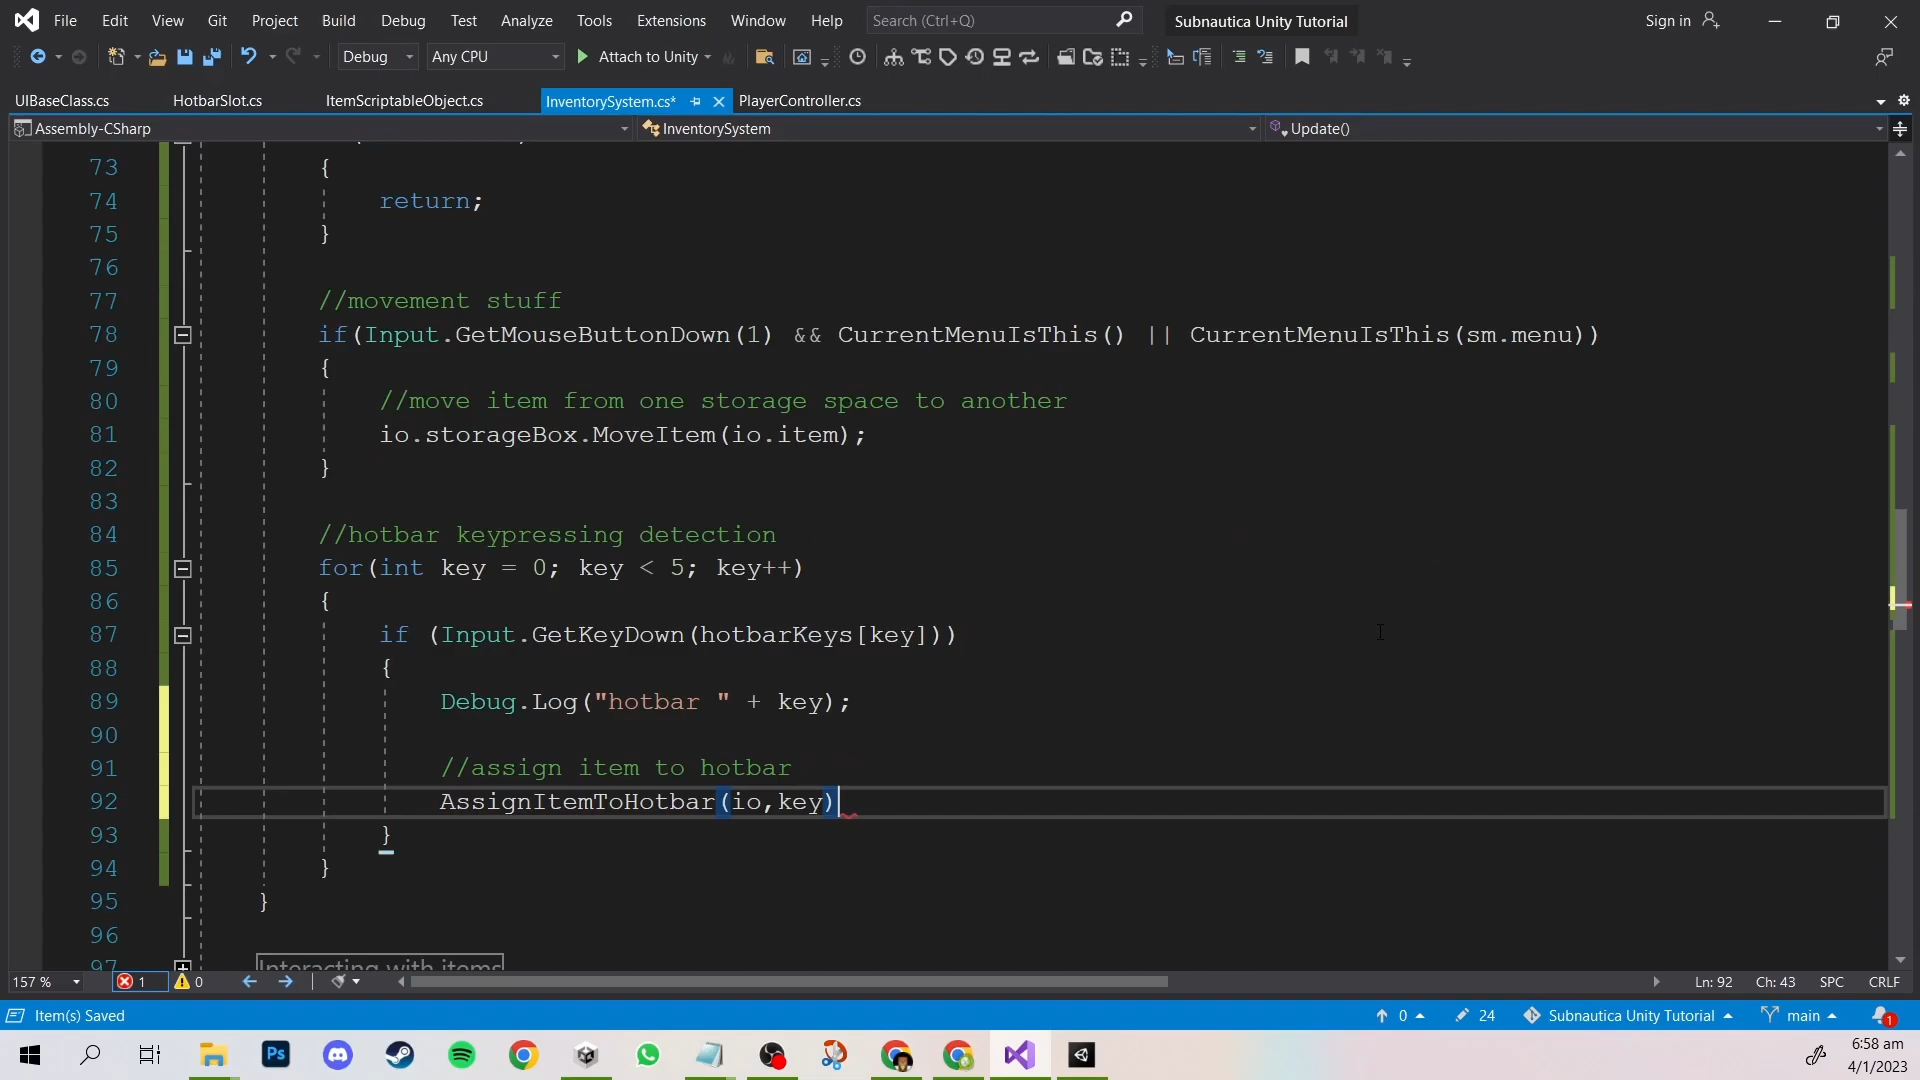 File Edit View Git Project Build Debug Test Analyze Tools Extensions Window Help Search (Ctrl+Q) Subnautica Unity Tutorial Sign in
Debug Any CPU Attach to Unity
UIBaseClass.cs HotbarSlot.cs ItemScriptableObject.cs InventorySystem.cs* PlayerController.cs
Assembly-CSharp InventorySystem Update()
73 {
74 return;
75 }
76
77 //movement stuff
78 if(Input.GetMouseButtonDown(1) && CurrentMenuIsThis() || CurrentMenuIsThis(sm.menu))
79 {
80 //move item from one storage space to another
81 io.storageBox.MoveItem(io.item);
82 }
83
84 //hotbar keypressing detection
85 for(int key = 0; key < 5; key++)
86 {
87 if (Input.GetKeyDown(hotbarKeys[key]))
88 {
89 Debug.Log("hotbar " + key);
90
91 //assign item to hotbar
92 AssignItemToHotbar(io,key)
93 }
94 }
95 }
96
97 Interacting with items
157 % 1 0 Ln: 92 Ch: 43 SPC CRLF
Item(s) Saved 0 24 Subnautica Unity Tutorial main 1
Ps 6:58 am
4/1/2023